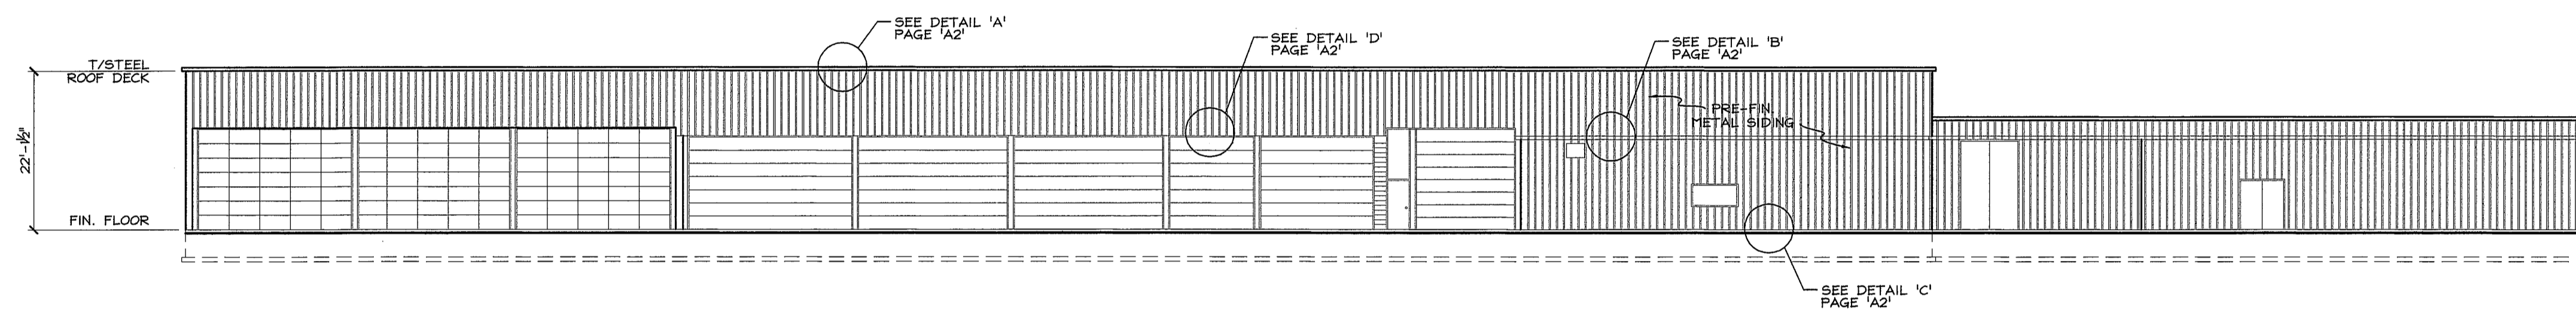 SEE DETAIL 'A'
PAGE 'A2'
SEE DETAIL 'D'
PAGE 'A2'
SEE DETAIL 'B'
PAGE 'A2'
T/STEEL
ROOF DECK
PRE-FIN.
METAL SIDING
22'-1/2"
FIN. FLOOR
SEE DETAIL 'C'
PAGE 'A2'